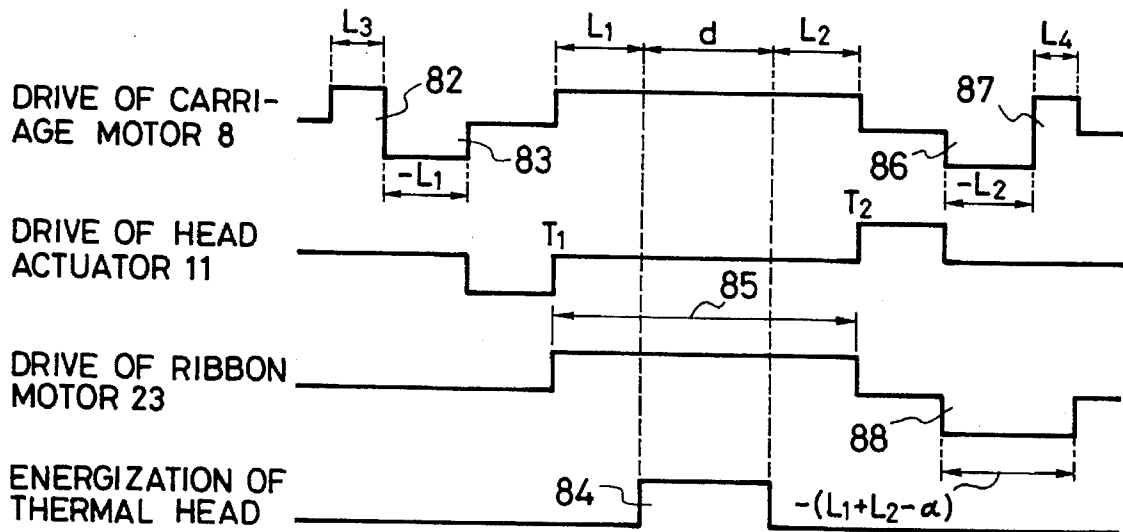 L3
L1
d
L2
L4
DRIVE OF CARRI-
AGE MOTOR 8
82
83
-L1
86
87
-L2
DRIVE OF HEAD
ACTUATOR 11
T1
T2
85
DRIVE OF RIBBON
MOTOR 23
88
ENERGIZATION OF
THERMAL HEAD
84
-(L1+L2-α)